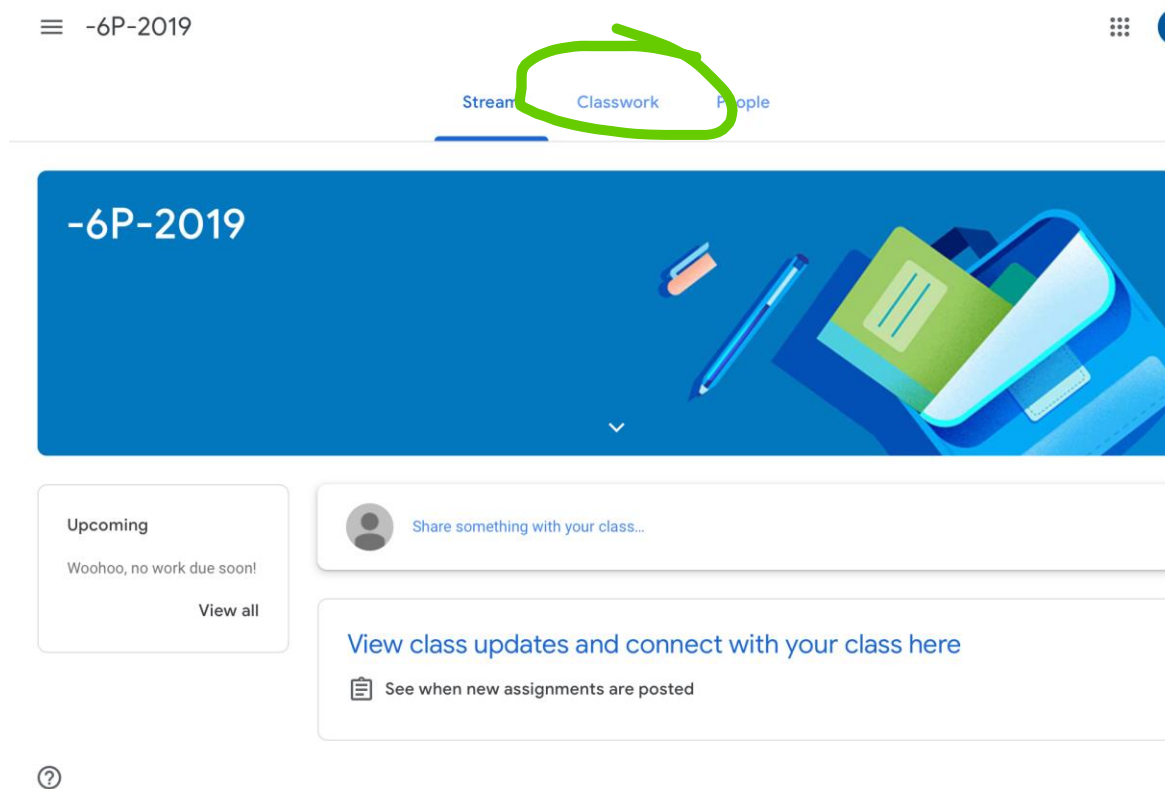 -6P-2019
Stream Classwork People
-6P-2019
Upcoming
Woohoo, no work due soon!
View all
Share something with your class...
View class updates and connect with your class here
See when new assignments are posted